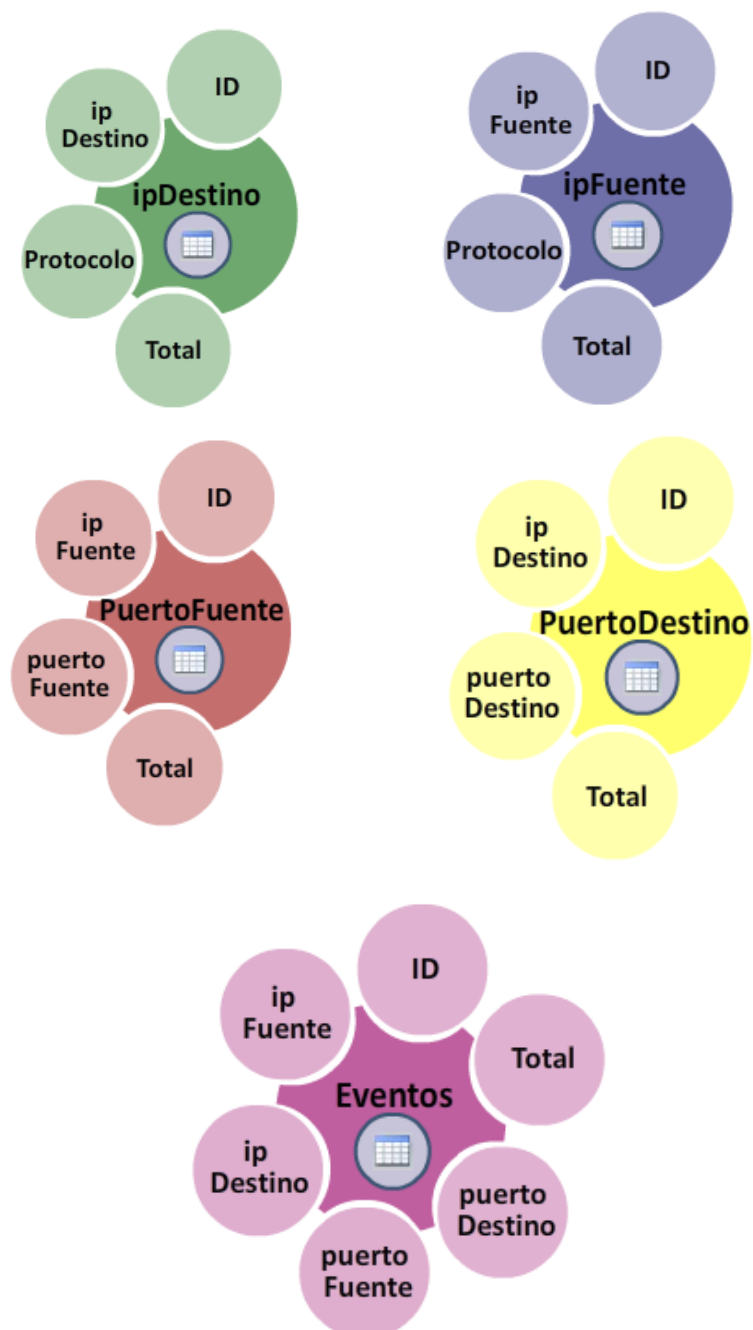 ID
ip
Destino
ipDestino
Protocolo
Total
ID
ip
Fuente
ipFuente
Protocolo
Total
ID
ip
Fuente
PuertoFuente
puerto
Fuente
Total
ID
ip
Destino
PuertoDestino
puerto
Destino
Total
ID
ip
Fuente
Total
Eventos
ip
Destino
puerto
Destino
puerto
Fuente